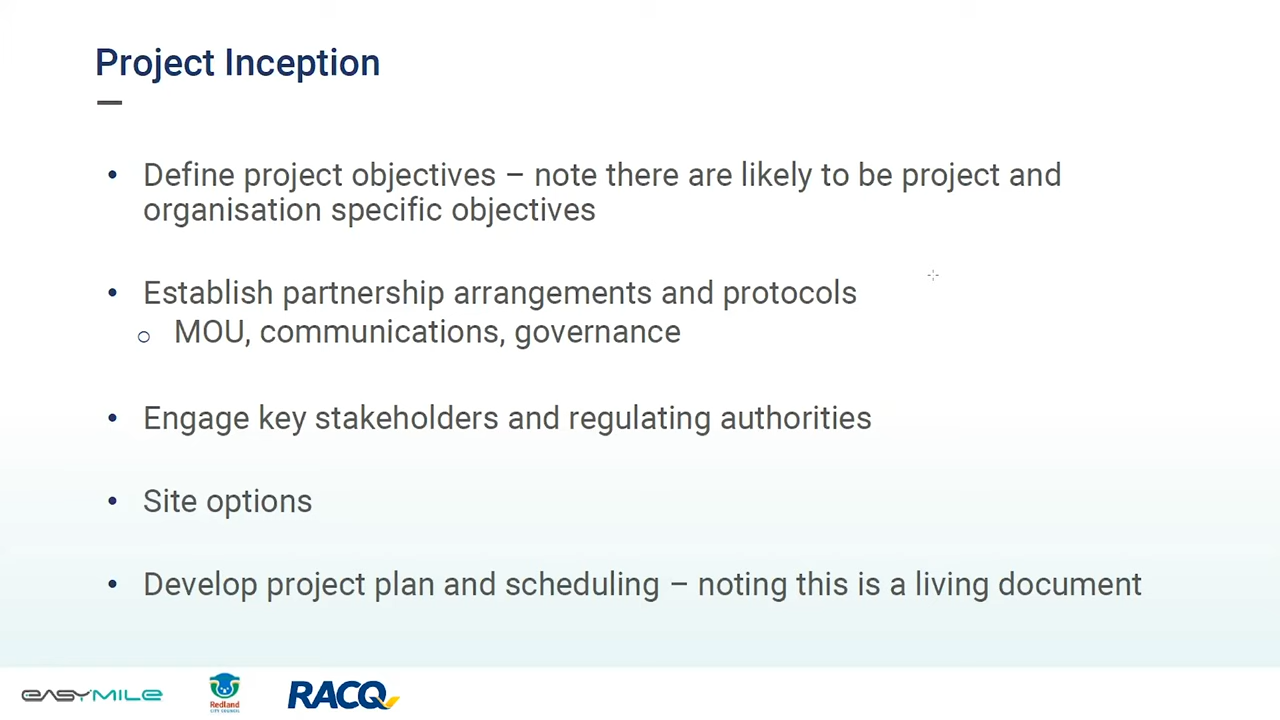 Project Inception
• Define project objectives – note there are likely to be project and
organisation specific objectives
• Establish partnership arrangements and protocols
○ MOU, communications, governance
• Engage key stakeholders and regulating authorities
• Site options
• Develop project plan and scheduling – noting this is a living document
EASYMILE
Redland
CITY COUNCIL
RACQ